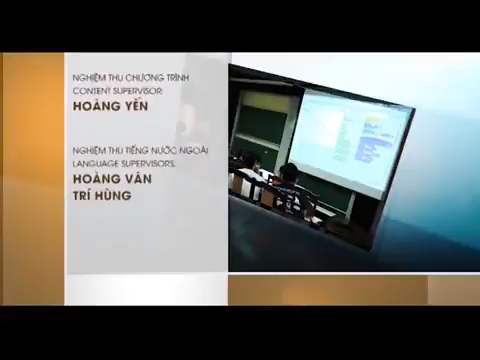 NGHIỆM THU CHƯƠNG TRÌNH
CONTENT SUPERVISOR:
HOÀNG YẾN
NGHIỆM THU TIẾNG NƯỚC NGOÀI
LANGUAGE SUPERVISORS:
HOÀNG VÂN
TRÍ HÙNG